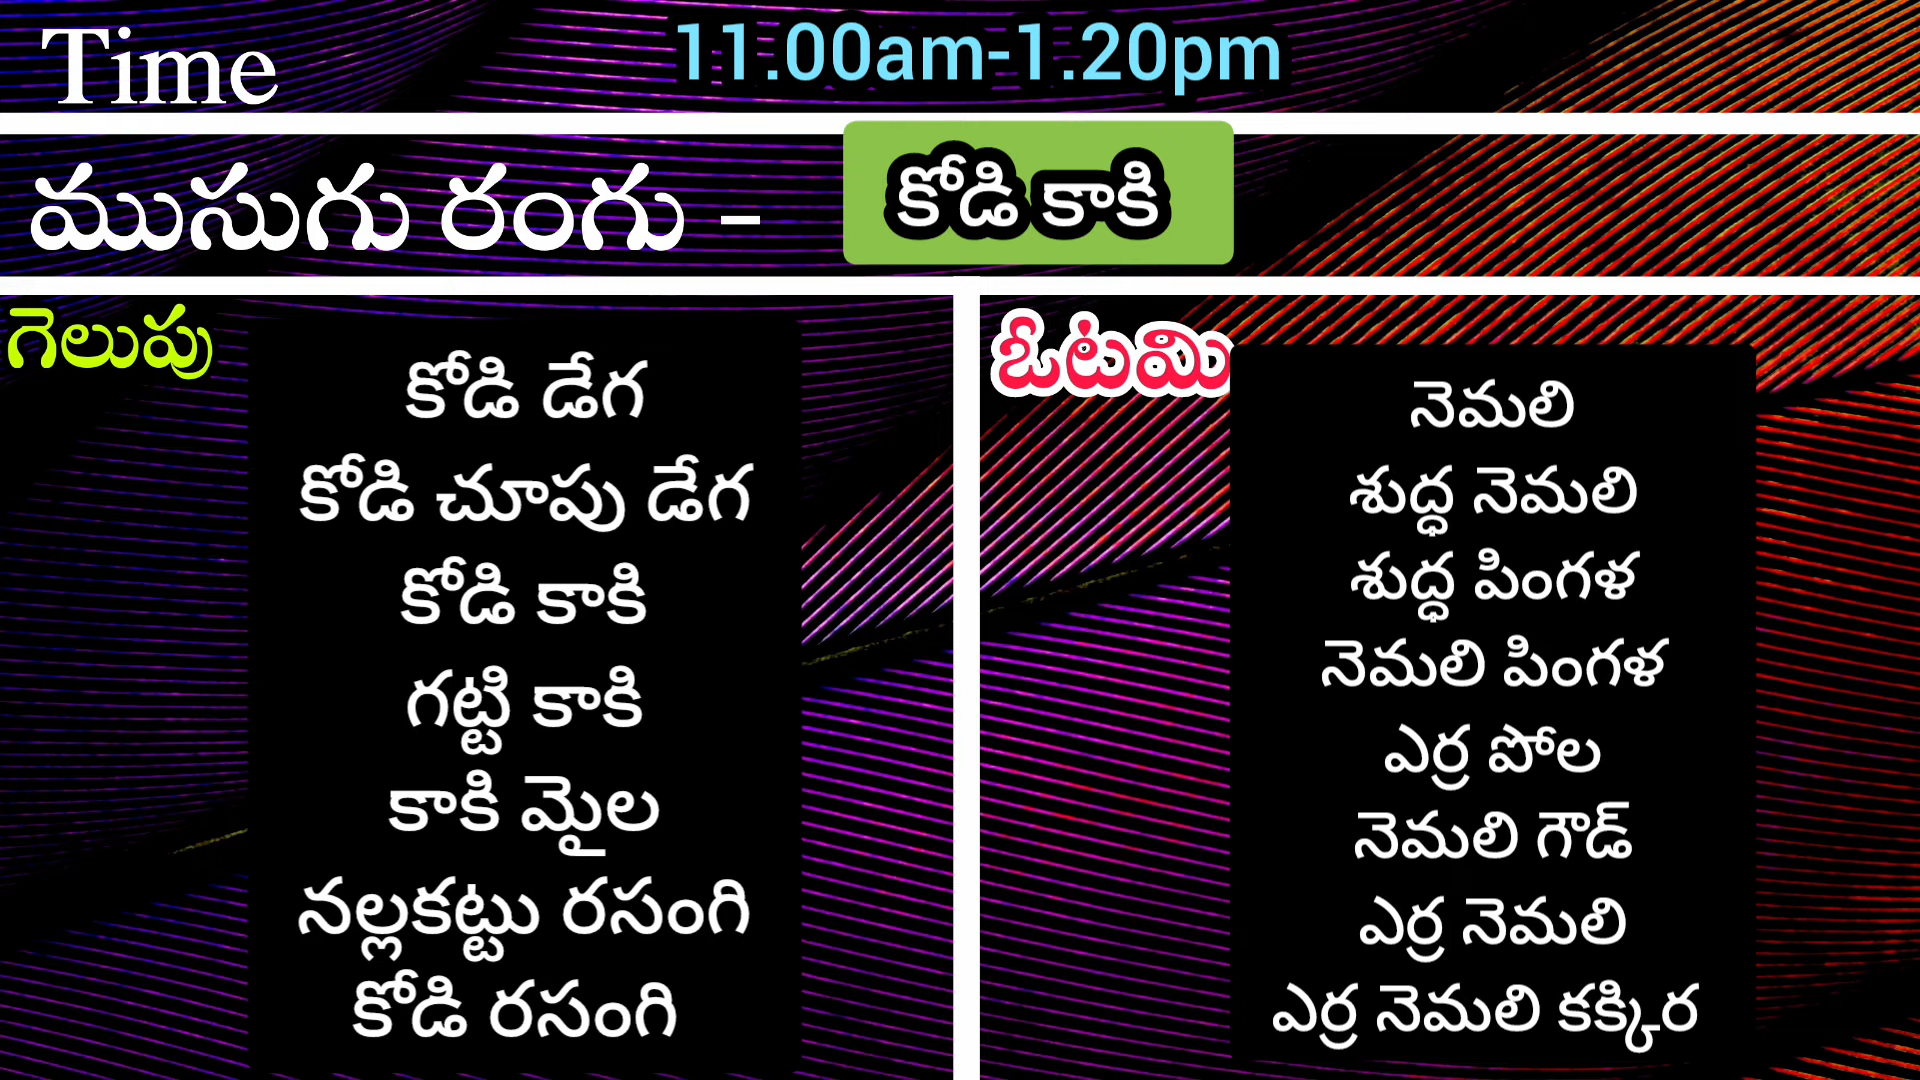 Time
11.00am-1.20pm
ముసుగు రంగు -
కోడి కాకి
గెలుపు
కోడి డేగ
కోడి చూపు డేగ
కోడి కాకి
గట్టి కాకి
కాకి మైల
నల్లకట్టు రసంగి
కోడి రసంగి
ఓటమి
నెమలి
శుద్ధ నెమలి
శుద్ధ పింగళ
నెమలి పింగళ
ఎర్ర పోల
నెమలి గౌడ్
ఎర్ర నెమలి
ఎర్ర నెమలి కక్కిర